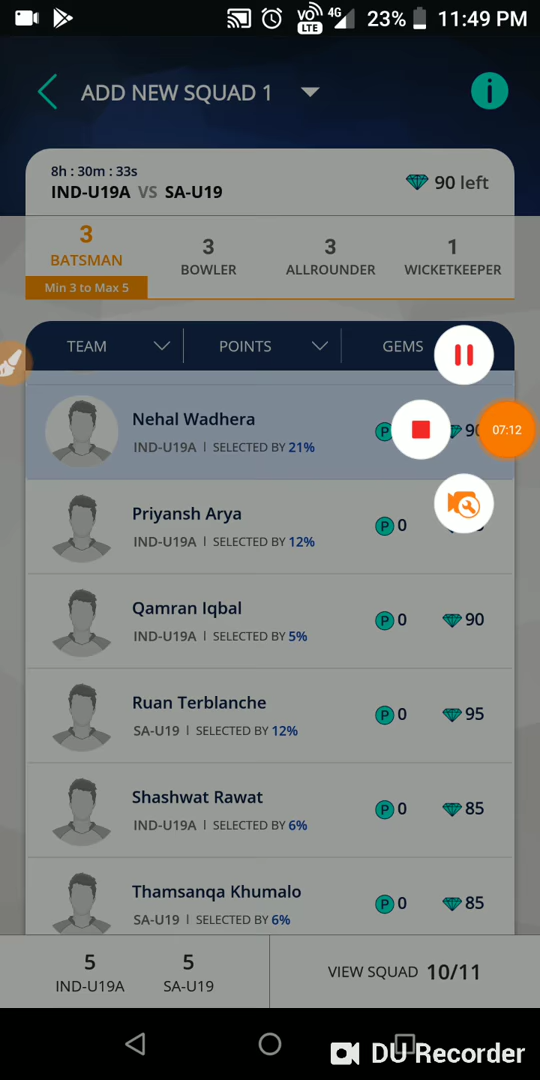 VO LTE 4G 23% 11:49 PM
ADD NEW SQUAD 1 i
8h : 30m : 33s
IND-U19A VS SA-U19 90 left
3 3 3 1
BATSMAN BOWLER ALLROUNDER WICKETKEEPER
Min 3 to Max 5
TEAM POINTS GEMS
Nehal Wadhera
IND-U19A | SELECTED BY 21% P 90
07:12
Priyansh Arya
IND-U19A | SELECTED BY 12% P 0
Qamran Iqbal
IND-U19A | SELECTED BY 5% P 0 90
Ruan Terblanche
SA-U19 | SELECTED BY 12% P 0 95
Shashwat Rawat
IND-U19A | SELECTED BY 6% P 0 85
Thamsanqa Khumalo
SA-U19 | SELECTED BY 6% P 0 85
5 5
IND-U19A SA-U19
VIEW SQUAD 10/11
DU Recorder